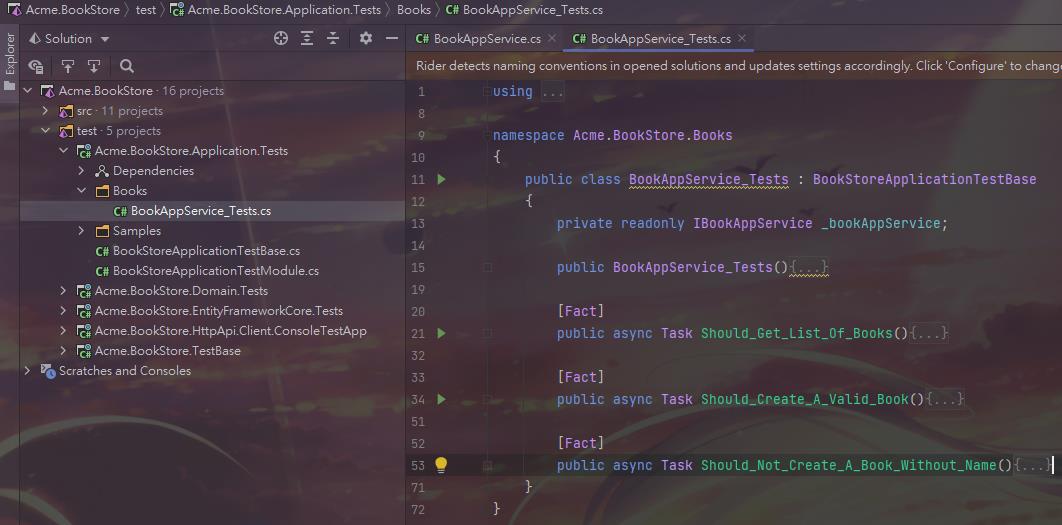 Acme.BookStore test Acme.BookStore.Application.Tests Books C# BookAppService_Tests.cs
Explorer
Solution
Acme.BookStore · 16 projects
src · 11 projects
test · 5 projects
Acme.BookStore.Application.Tests
Dependencies
Books
C# BookAppService_Tests.cs
Samples
C# BookStoreApplicationTestBase.cs
C# BookStoreApplicationTestModule.cs
Acme.BookStore.Domain.Tests
Acme.BookStore.EntityFrameworkCore.Tests
Acme.BookStore.HttpApi.Client.ConsoleTestApp
Acme.BookStore.TestBase
Scratches and Consoles
C# BookAppService.cs C# BookAppService_Tests.cs
Rider detects naming conventions in opened solutions and updates settings accordingly. Click 'Configure' to change
1 using ...
8
9 namespace Acme.BookStore.Books
10 {
11 public class BookAppService_Tests : BookStoreApplicationTestBase
12 {
13 private readonly IBookAppService _bookAppService;
14
15 public BookAppService_Tests(){...}
19
20 [Fact]
21 public async Task Should_Get_List_Of_Books(){...}
32
33 [Fact]
34 public async Task Should_Create_A_Valid_Book(){...}
51
52 [Fact]
53 public async Task Should_Not_Create_A_Book_Without_Name(){...}
71 }
72 }